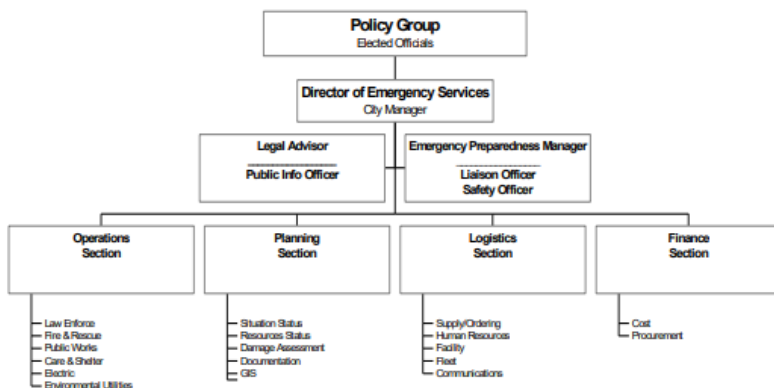 Policy Group
Elected Officials
Director of Emergency Services
City Manager
Legal Advisor
Public Info Officer
Emergency Preparedness Manager
Liaison Officer
Safety Officer
Operations
Section
Planning
Section
Logistics
Section
Finance
Section
Law Enforce
Fire & Rescue
Public Works
Care & Shelter
Electric
Environmental Utilities
Situation Status
Resources Status
Damage Assessment
Documentation
GIS
Supply/Ordering
Human Resources
Facility
Fleet
Communications
Cost
Procurement